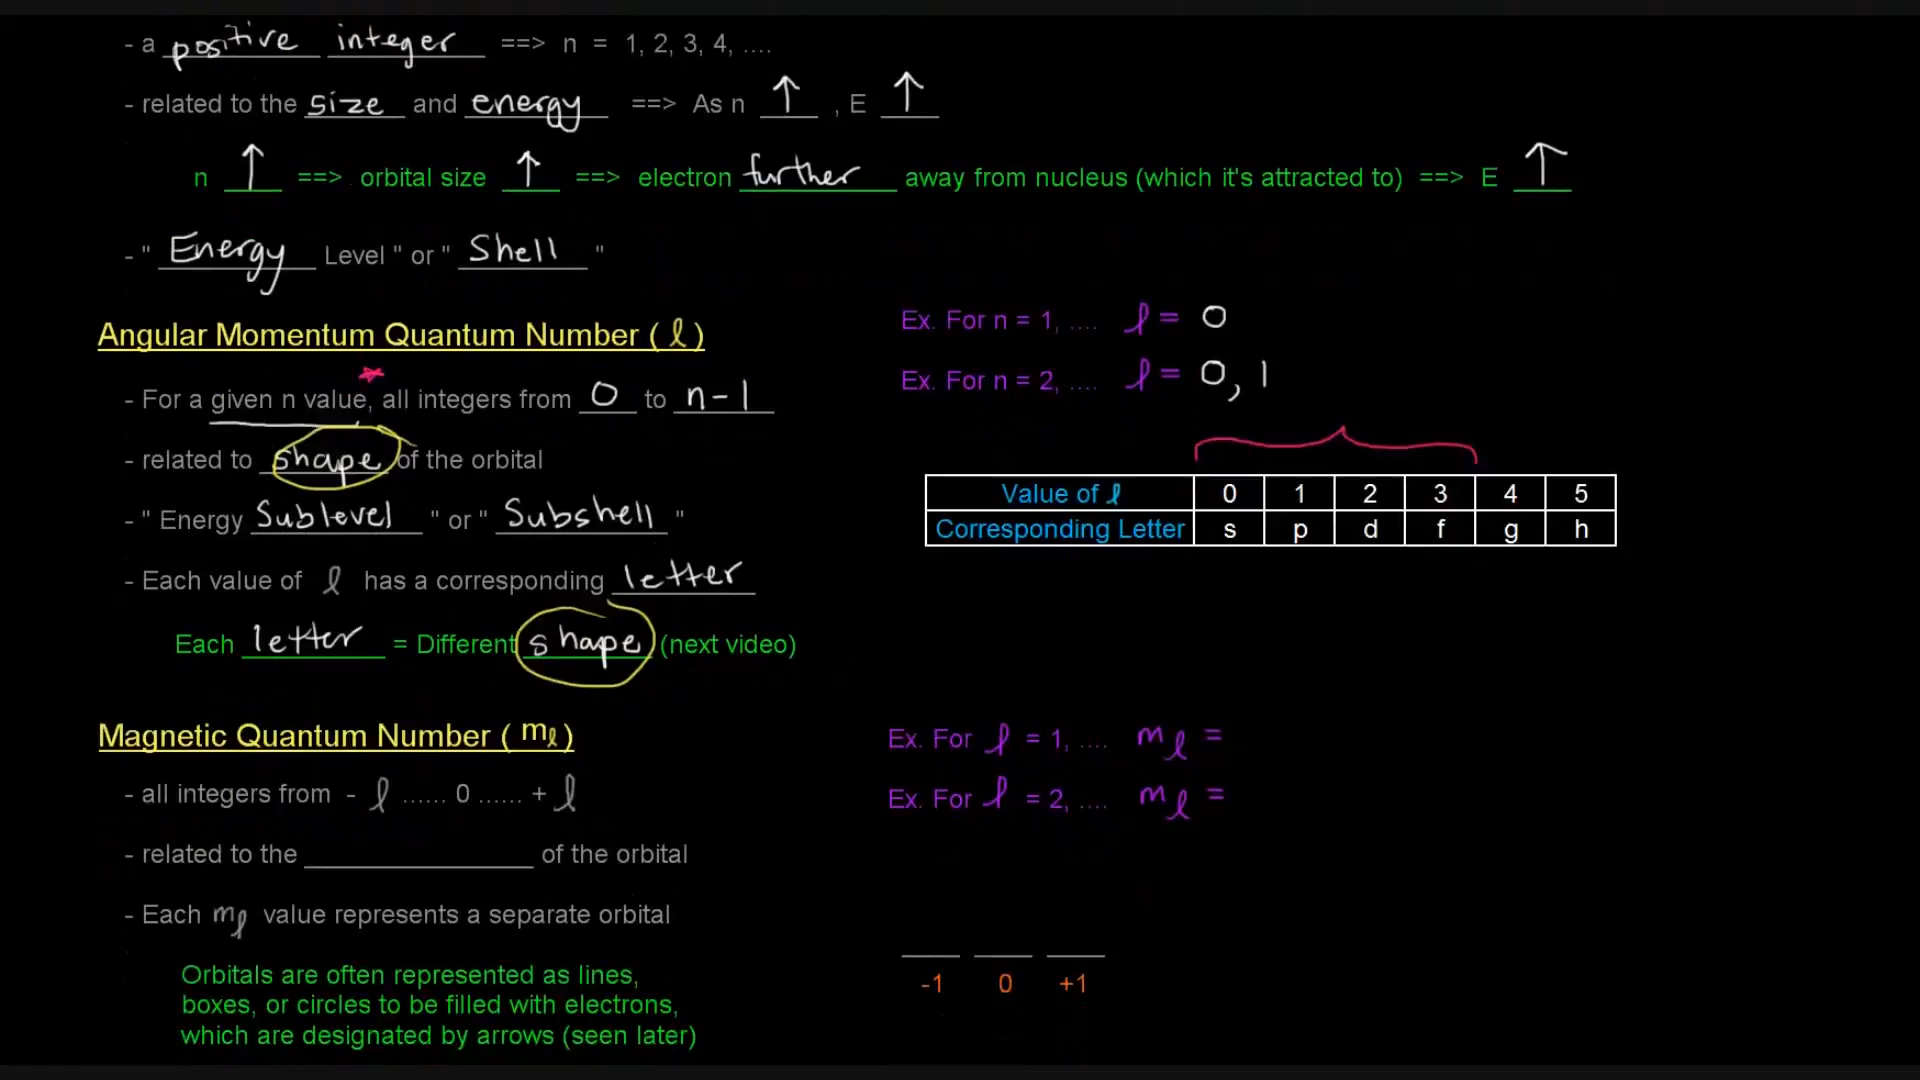 - a positive integer ==> n = 1, 2, 3, 4, ....
- related to the size and energy ==> As n ↑ , E ↑
n ↑ ==> orbital size ↑ ==> electron further away from nucleus (which it's attracted to) ==> E ↑
- " Energy Level " or " Shell "
Angular Momentum Quantum Number ( ℓ )
- For a given n value, all integers from 0 to n-1
- related to shape of the orbital
- " Energy Sublevel " or " Subshell "
- Each value of ℓ has a corresponding letter
Each letter = Different shape (next video)
Ex. For n = 1, .... ℓ = 0
Ex. For n = 2, .... ℓ = 0, 1
Value of ℓ 0 1 2 3 4 5
Corresponding Letter s p d f g h
Magnetic Quantum Number ( mℓ )
- all integers from - ℓ ...... 0 ...... + ℓ
- related to the ______ of the orbital
- Each mℓ value represents a separate orbital
Orbitals are often represented as lines,
boxes, or circles to be filled with electrons,
which are designated by arrows (seen later)
Ex. For ℓ = 1, .... mℓ =
Ex. For ℓ = 2, .... mℓ =
-1 0 +1